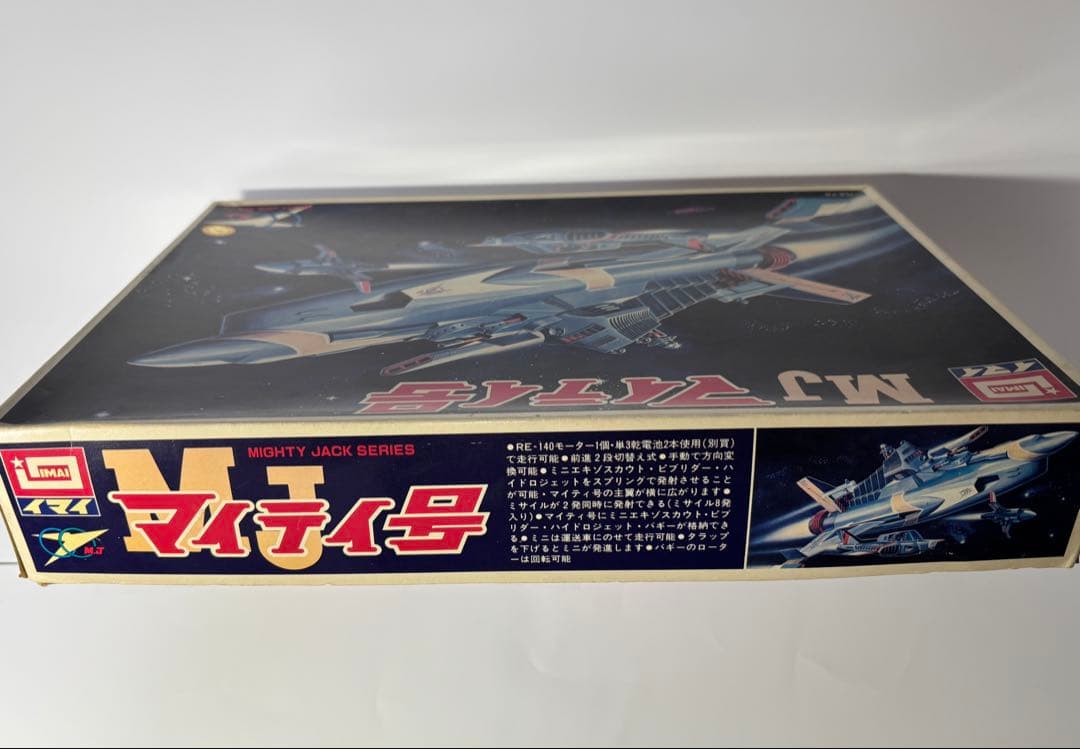 MJ マイティ号
IMAI
イマイ
IMAI
イマイ
M.J
MIGHTY JACK SERIES
MJ
マイティ号
●RE-140モーター1個・単3乾電池2本使用(別買)
で走行可能●前進2段切替え式●手動で方向変
換可能●ミニエキゾスカウト・ピブリダー・ハ
イドロジェットをスプリングで発射させること
が可能・マイティ号の主翼が横に広がります●
ミサイルが2発同時に発射できる(ミサイル8発
入り)●マイティ号にミニエキゾスカウト・ピブ
リダー・ハイドロジェット・バギーが格納でき
る●ミニは運送車にのせて走行可能●タラップ
を下げるとミニが発進します●バギーのロータ
ーは回転可能